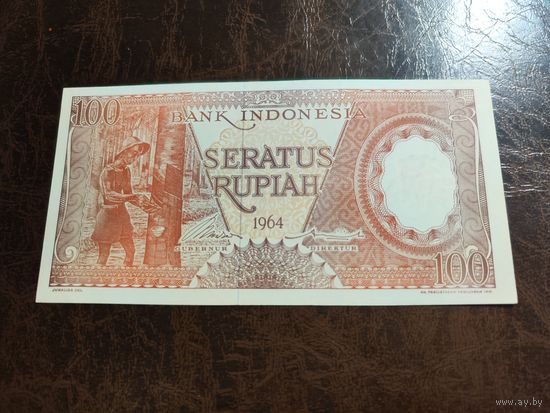 100
BANK INDONESIA
SERATUS
RUPIAH
1964
GUBERNUR DIREKTUR
100
www.ay.by